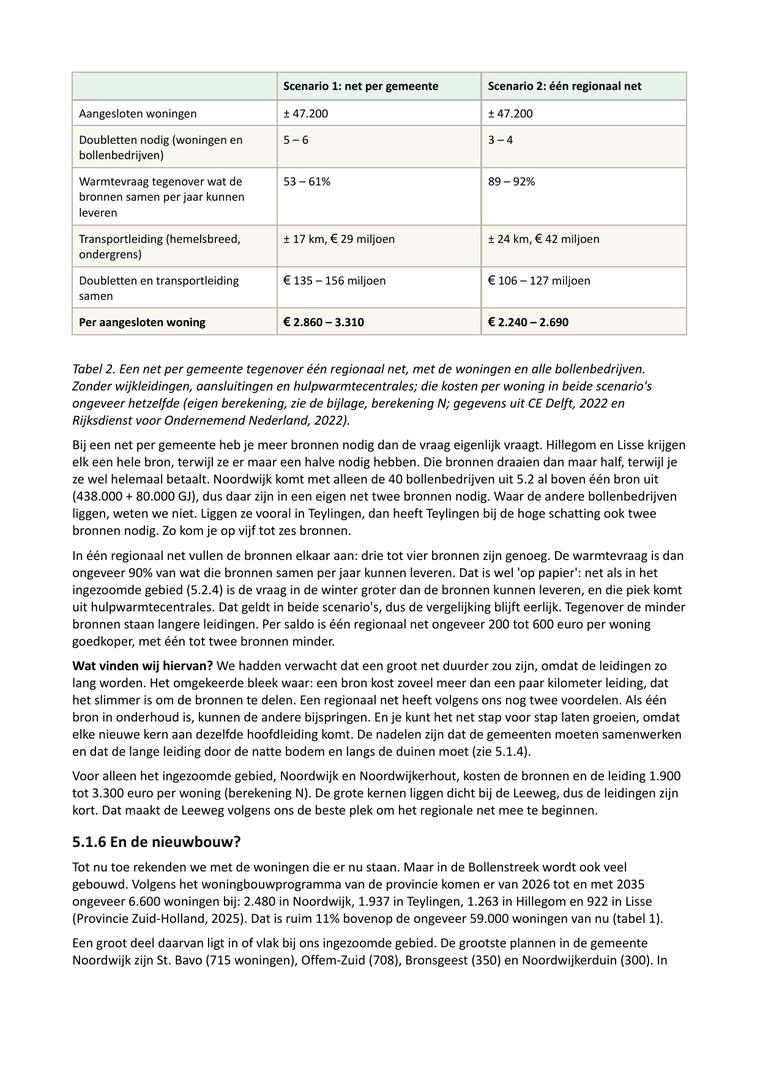 Scenario 1: net per gemeente
Scenario 2: één regionaal net
Aangesloten woningen
± 47.200
± 47.200
Doubletten nodig (woningen en
bollenbedrijven)
5 – 6
3 – 4
Warmtevraag tegenover wat de
bronnen samen per jaar kunnen
leveren
53 – 61%
89 – 92%
Transportleiding (hemelsbreed,
ondergrens)
± 17 km, € 29 miljoen
± 24 km, € 42 miljoen
Doubletten en transportleiding
samen
€ 135 – 156 miljoen
€ 106 – 127 miljoen
Per aangesloten woning
€ 2.860 – 3.310
€ 2.240 – 2.690
Tabel 2. Een net per gemeente tegenover één regionaal net, met de woningen en alle bollenbedrijven.
Zonder wijkleidingen, aansluitingen en hulpwarmtecentrales; die kosten per woning in beide scenario's
ongeveer hetzelfde (eigen berekening, zie de bijlage, berekening N; gegevens uit CE Delft, 2022 en
Rijksdienst voor Ondernemend Nederland, 2022).
Bij een net per gemeente heb je meer bronnen nodig dan de vraag eigenlijk vraagt. Hillegom en Lisse krijgen
elk een hele bron, terwijl ze er maar een halve nodig hebben. Die bronnen draaien dan maar half, terwijl je
ze wel helemaal betaalt. Noordwijk komt met alleen de 40 bollenbedrijven uit 5.2 al boven één bron uit
(438.000 + 80.000 GJ), dus daar zijn in een eigen net twee bronnen nodig. Waar de andere bollenbedrijven
liggen, weten we niet. Liggen ze vooral in Teylingen, dan heeft Teylingen bij de hoge schatting ook twee
bronnen nodig. Zo kom je op vijf tot zes bronnen.
In één regionaal net vullen de bronnen elkaar aan: drie tot vier bronnen zijn genoeg. De warmtevraag is dan
ongeveer 90% van wat die bronnen samen per jaar kunnen leveren. Dat is wel 'op papier': net als in het
ingezoomde gebied (5.2.4) is de vraag in de winter groter dan de bronnen kunnen leveren, en die piek komt
uit hulpwarmtecentrales. Dat geldt in beide scenario's, dus de vergelijking blijft eerlijk. Tegenover de minder
bronnen staan langere leidingen. Per saldo is één regionaal net ongeveer 200 tot 600 euro per woning
goedkoper, met één tot twee bronnen minder.
Wat vinden wij hiervan? We hadden verwacht dat een groot net duurder zou zijn, omdat de leidingen zo
lang worden. Het omgekeerde bleek waar: een bron kost zoveel meer dan een paar kilometer leiding, dat
het slimmer is om de bronnen te delen. Een regionaal net heeft volgens ons nog twee voordelen. Als één
bron in onderhoud is, kunnen de andere bijspringen. En je kunt het net stap voor stap laten groeien, omdat
elke nieuwe kern aan dezelfde hoofdleiding komt. De nadelen zijn dat de gemeenten moeten samenwerken
en dat de lange leiding door de natte bodem en langs de duinen moet (zie 5.1.4).
Voor alleen het ingezoomde gebied, Noordwijk en Noordwijkerhout, kosten de bronnen en de leiding 1.900
tot 3.300 euro per woning (berekening N). De grote kernen liggen dicht bij de Leeweg, dus de leidingen zijn
kort. Dat maakt de Leeweg volgens ons de beste plek om het regionale net mee te beginnen.
5.1.6 En de nieuwbouw?
Tot nu toe rekenden we met de woningen die er nu staan. Maar in de Bollenstreek wordt ook veel
gebouwd. Volgens het woningbouwprogramma van de provincie komen er van 2026 tot en met 2035
ongeveer 6.600 woningen bij: 2.480 in Noordwijk, 1.937 in Teylingen, 1.263 in Hillegom en 922 in Lisse
(Provincie Zuid-Holland, 2025). Dat is ruim 11% bovenop de ongeveer 59.000 woningen van nu (tabel 1).
Een groot deel daarvan ligt in of vlak bij ons ingezoomde gebied. De grootste plannen in de gemeente
Noordwijk zijn St. Bavo (715 woningen), Offem-Zuid (708), Bronsgeest (350) en Noordwijkerduin (300). In